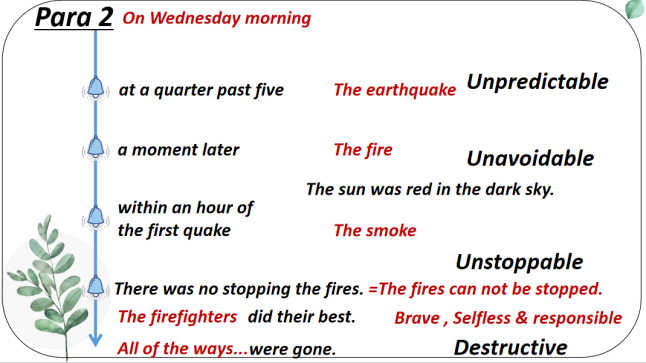 Para 2 On Wednesday morning
at a quarter past five The earthquake Unpredictable
a moment later The fire Unavoidable
The sun was red in the dark sky.
within an hour of
the first quake The smoke
Unstoppable
There was no stopping the fires. =The fires can not be stopped.
The firefighters did their best. Brave , Selfless & responsible
All of the ways...were gone. Destructive